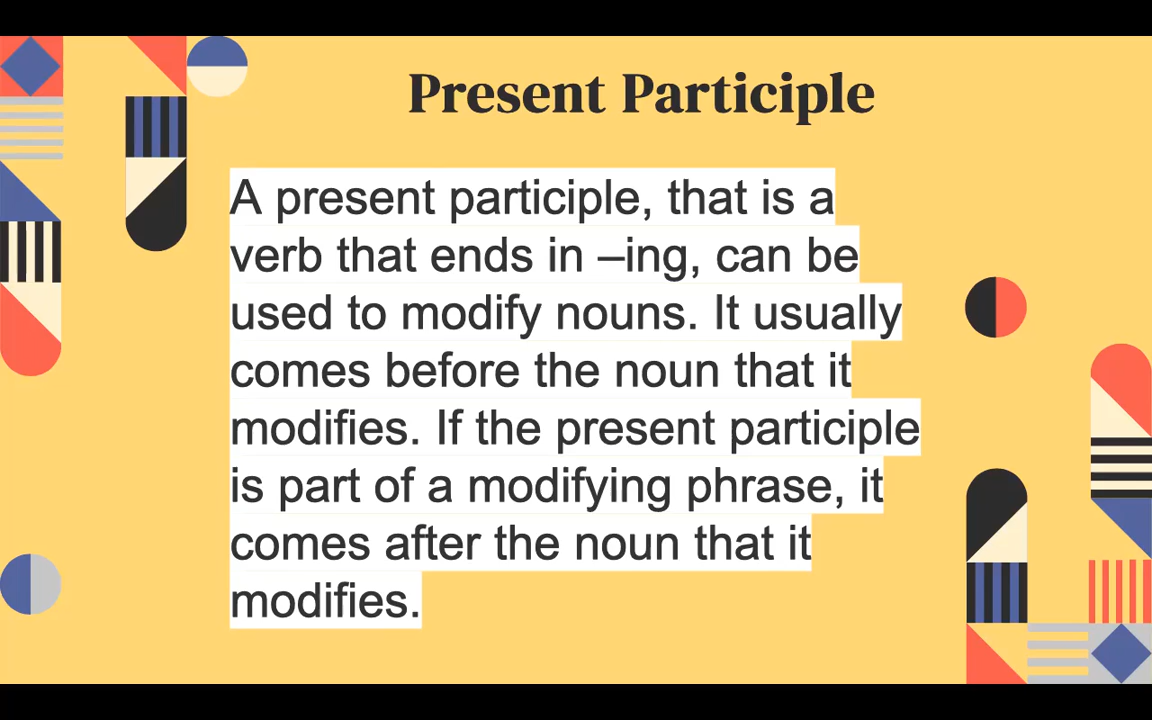 Present Participle
A present participle, that is a
verb that ends in –ing, can be
used to modify nouns. It usually
comes before the noun that it
modifies. If the present participle
is part of a modifying phrase, it
comes after the noun that it
modifies.